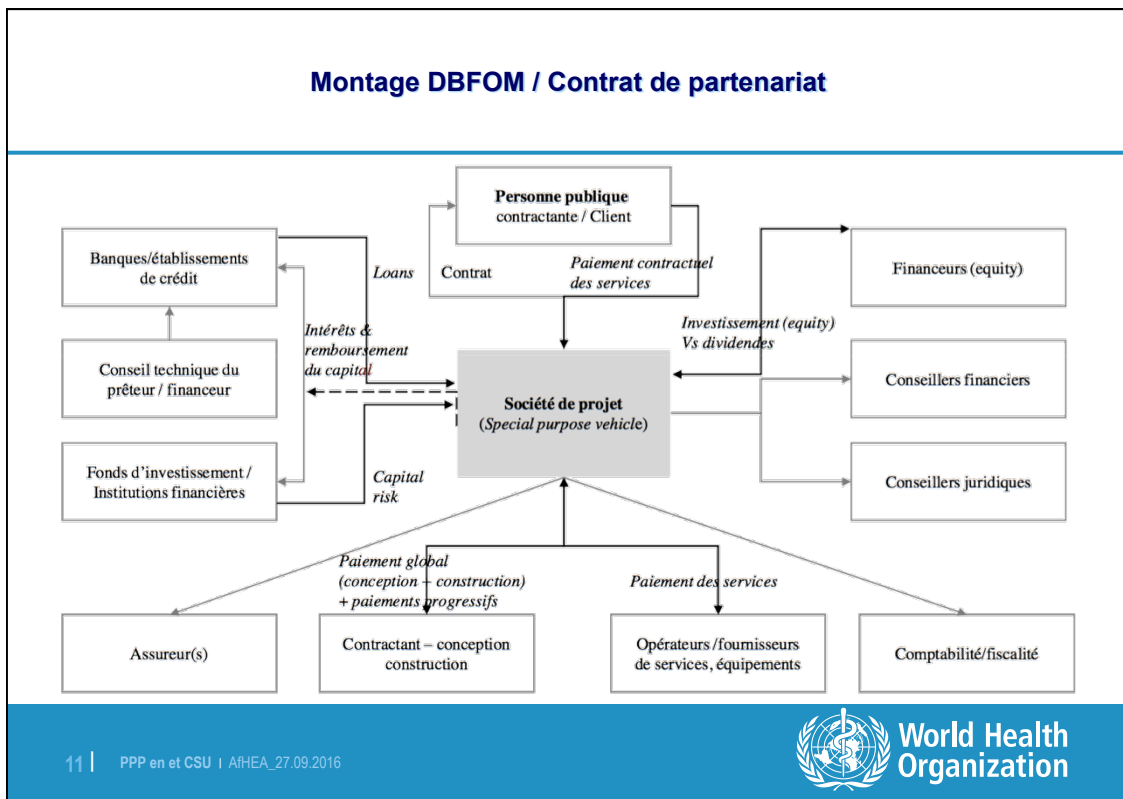 Montage DBFOM / Contrat de partenariat
Personne publique
contractante / Client
Banques/établissements
de crédit
Loans
Contrat
Paiement contractuel
des services
Financeurs (equity)
Intérêts &
remboursement
du capital
Investissement (equity)
Vs dividendes
Conseil technique du
prêteur / financeur
Société de projet
(Special purpose vehicle)
Conseillers financiers
Fonds d'investissement /
Institutions financières
Capital
risk
Conseillers juridiques
Paiement global
(conception – construction)
+ paiements progressifs
Paiement des services
Assureur(s)
Contractant – conception
construction
Opérateurs /fournisseurs
de services, équipements
Comptabilité/fiscalité
11 | PPP en et CSU | AfHEA_27.09.2016
World Health
Organization